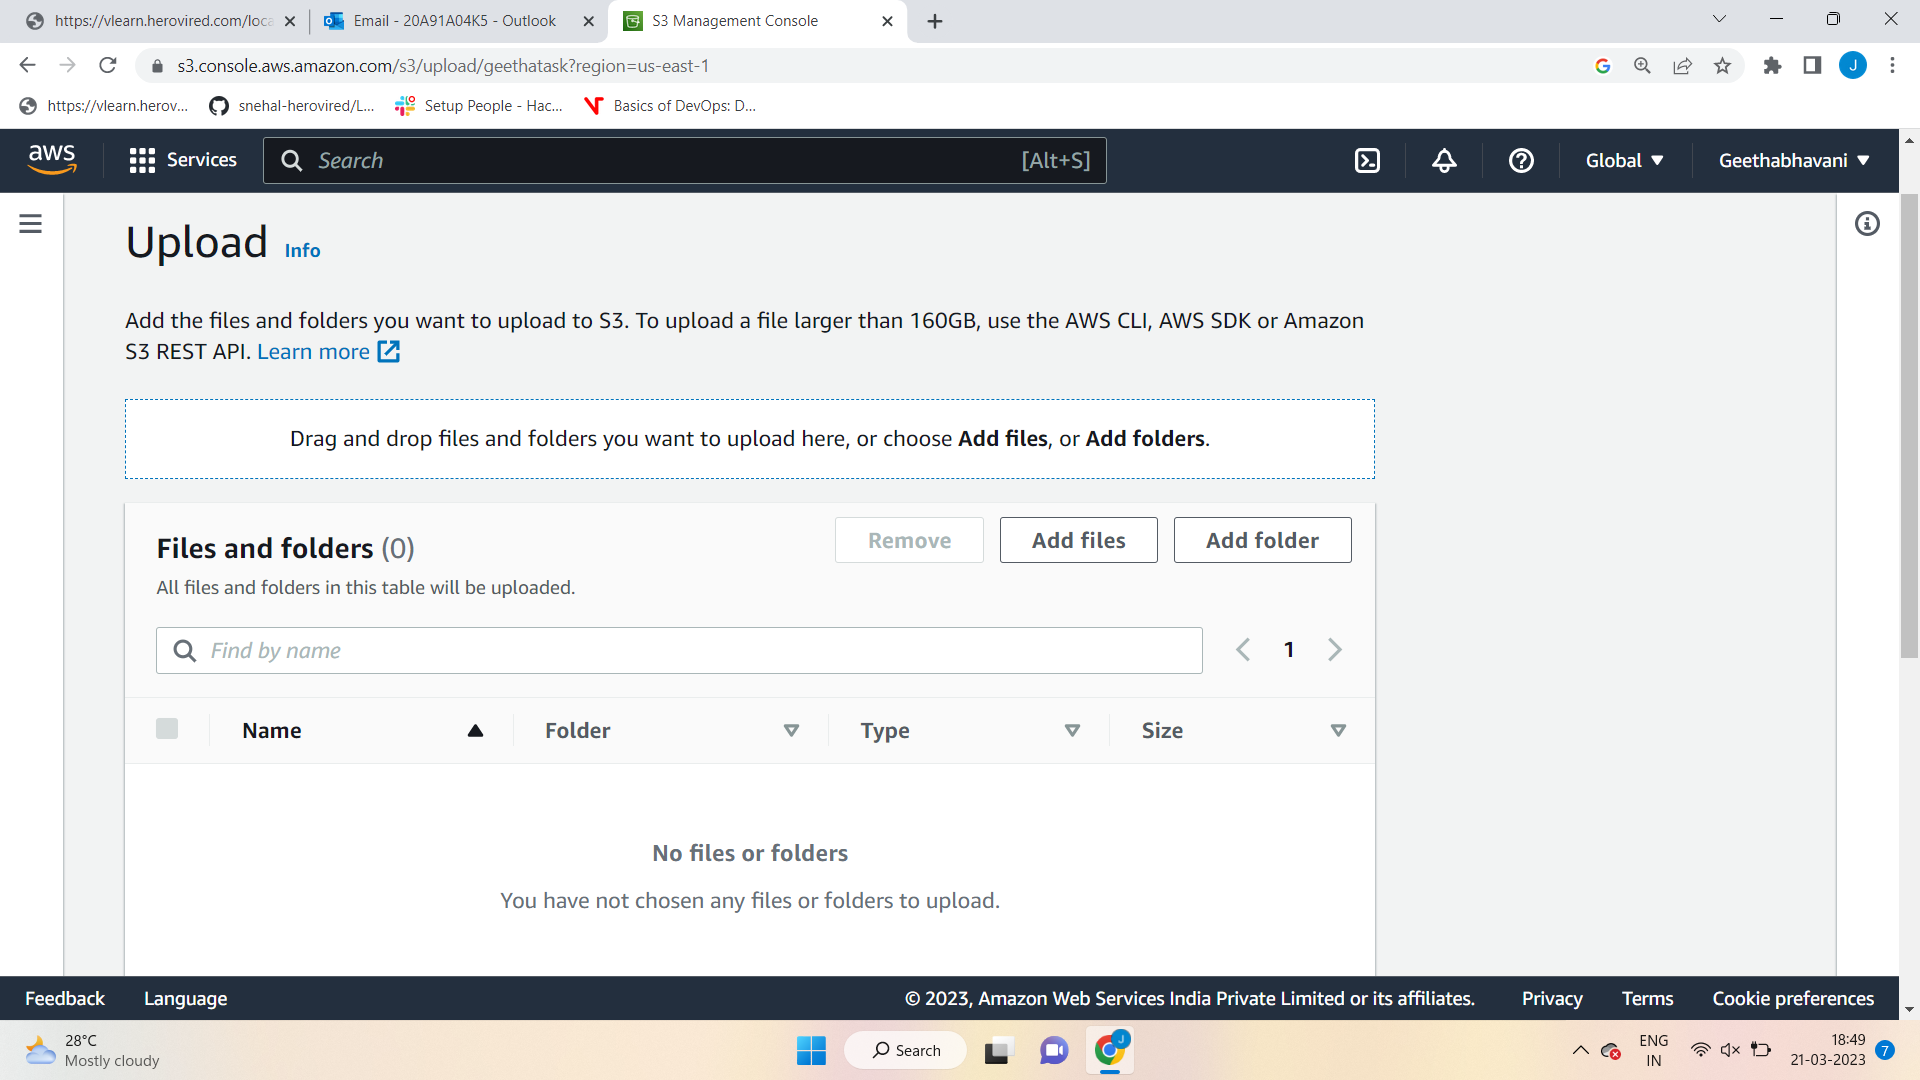 https://vlearn.herovired.com/loca
Email - 20A91A04K5 - Outlook
S3 Management Console
s3.console.aws.amazon.com/s3/upload/geethatask?region=us-east-1
G
J
https://vlearn.herov...
snehal-herovired/L...
Setup People - Hac...
Basics of DevOps: D...
aws
Services
Search
[Alt+S]
Global
Geethabhavani
Upload
Info
Add the files and folders you want to upload to S3. To upload a file larger than 160GB, use the AWS CLI, AWS SDK or Amazon
S3 REST API. Learn more
Drag and drop files and folders you want to upload here, or choose Add files, or Add folders.
Files and folders (0)
Remove
Add files
Add folder
All files and folders in this table will be uploaded.
Find by name
1
Name
Folder
Type
Size
No files or folders
You have not chosen any files or folders to upload.
Feedback
Language
© 2023, Amazon Web Services India Private Limited or its affiliates.
Privacy
Terms
Cookie preferences
28°C
Mostly cloudy
Search
J
ENG
IN
18:49
21-03-2023
7